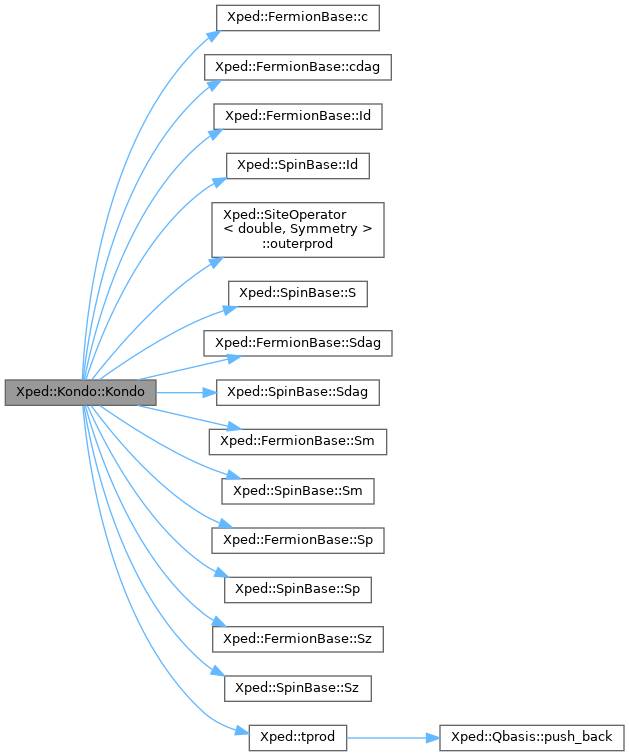 Xped::FermionBase::c
Xped::FermionBase::cdag
Xped::FermionBase::Id
Xped::SpinBase::Id
Xped::SiteOperator
< double, Symmetry >
::outerprod
Xped::SpinBase::S
Xped::FermionBase::Sdag
Xped::Kondo::Kondo
Xped::SpinBase::Sdag
Xped::FermionBase::Sm
Xped::SpinBase::Sm
Xped::FermionBase::Sp
Xped::SpinBase::Sp
Xped::FermionBase::Sz
Xped::SpinBase::Sz
Xped::tprod
Xped::Qbasis::push_back